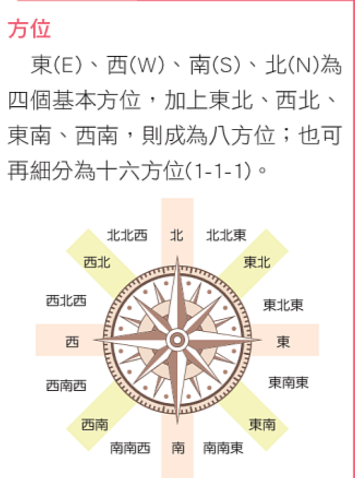 方位
東(E)、西(W)、南(S)、北(N)為
四個基本方位，加上東北、西北、
東南、西南，則成為八方位；也可
再細分為十六方位(1-1-1)。
北北西 北 北北東
西北 東北
西北西 東北東
西 東
西南西 東南東
西南 東南
南南西 南 南南東